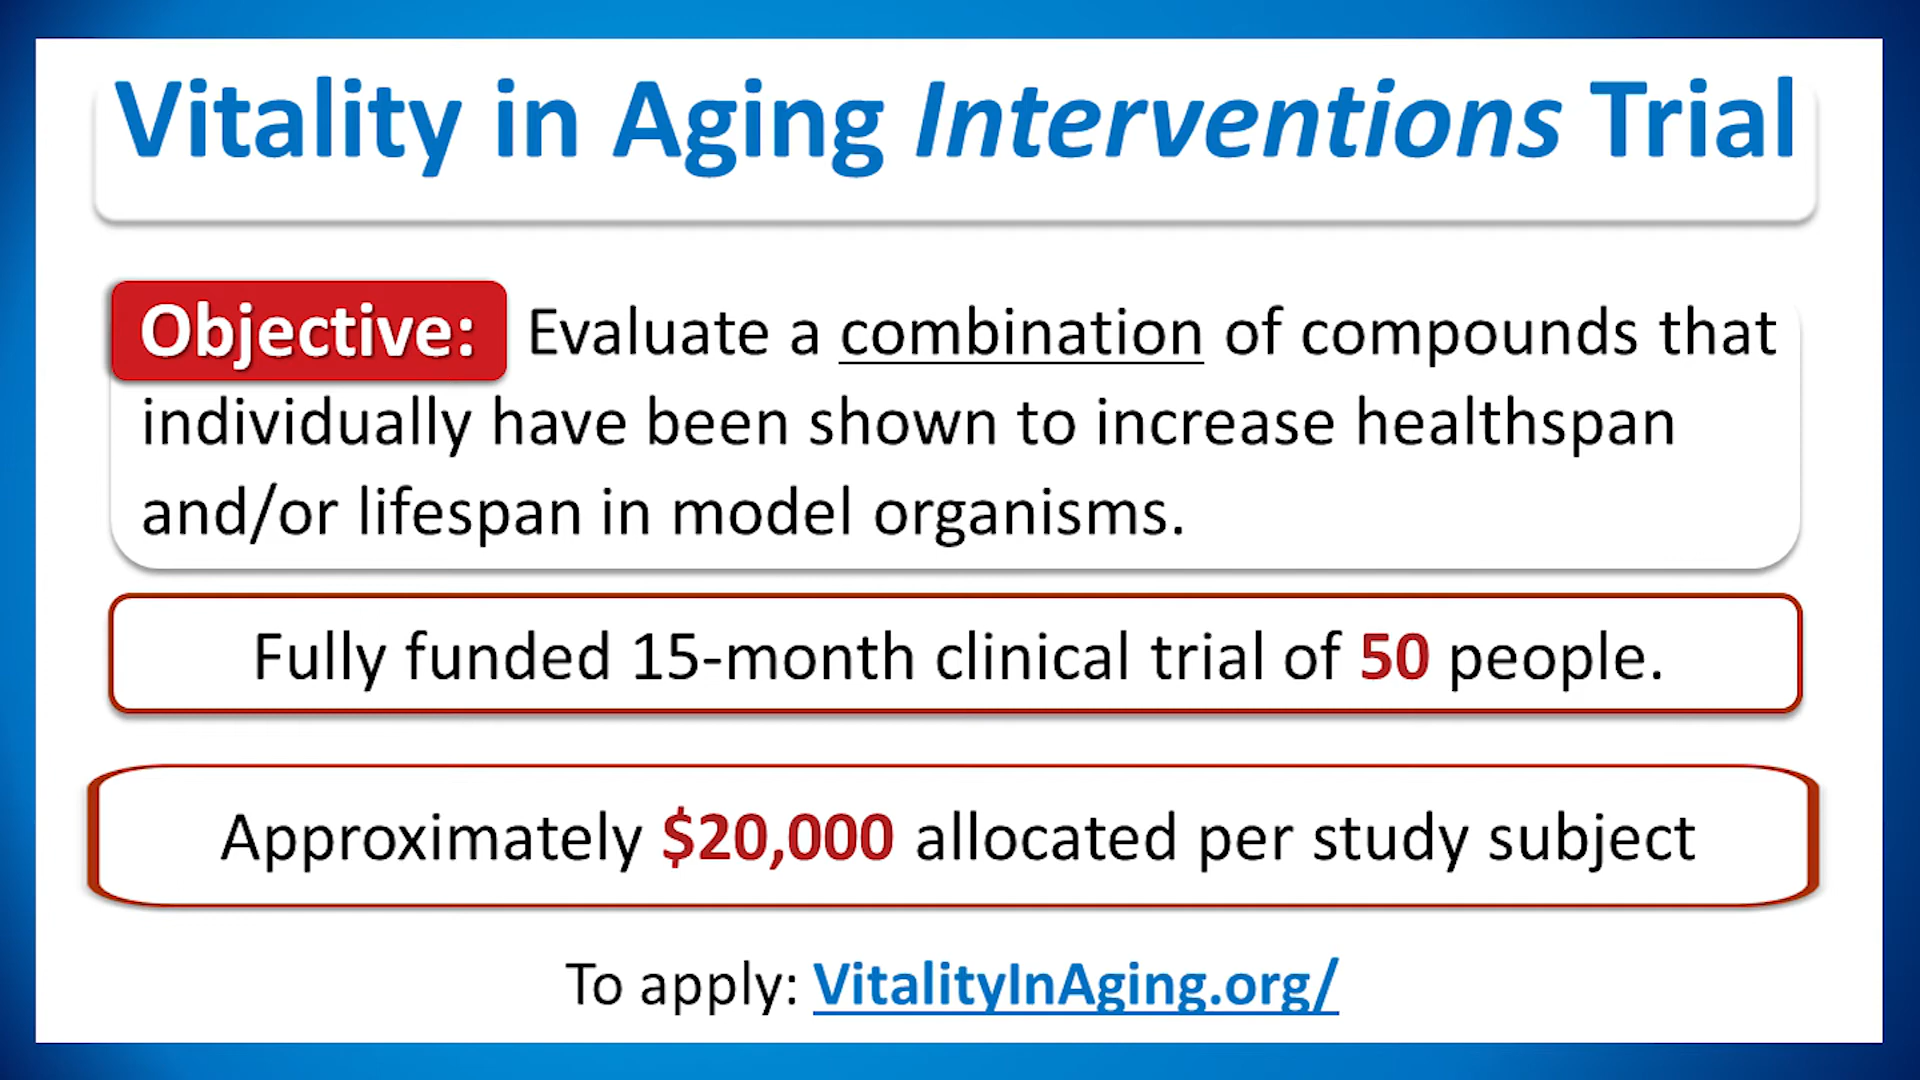 Vitality in Aging Interventions Trial
Objective: Evaluate a combination of compounds that
individually have been shown to increase healthspan
and/or lifespan in model organisms.
Fully funded 15-month clinical trial of 50 people.
Approximately $20,000 allocated per study subject
To apply: VitalityInAging.org/